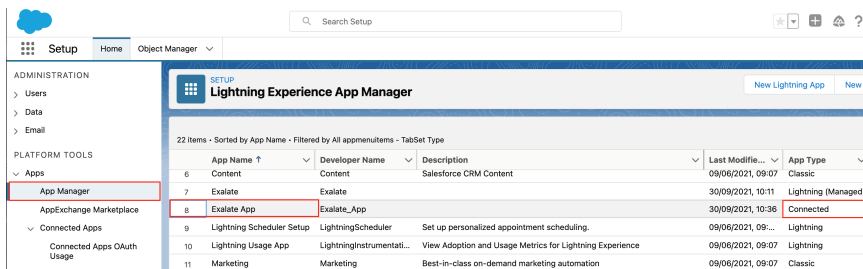 Search Setup
Setup Home Object Manager
ADMINISTRATION
Users
Data
Email
PLATFORM TOOLS
Apps
App Manager
AppExchange Marketplace
Connected Apps
Connected Apps OAuth
Usage
SETUP
Lightning Experience App Manager
New Lightning App New
22 items • Sorted by App Name • Filtered by All appmenuitems - TabSet Type
App Name ↑ Developer Name Description Last Modifie... App Type
6 Content Content Salesforce CRM Content 09/06/2021, 09:07 Classic
7 Exalate Exalate 30/09/2021, 10:11 Lightning (Managed
8 Exalate App Exalate_App 30/09/2021, 10:36 Connected
9 Lightning Scheduler Setup LightningScheduler Set up personalized appointment scheduling. 09/06/2021, 09:... Lightning
10 Lightning Usage App LightningInstrumentati... View Adoption and Usage Metrics for Lightning Experience 09/06/2021, 09:07 Lightning
11 Marketing Marketing Best-in-class on-demand marketing automation 09/06/2021, 09:07 Classic